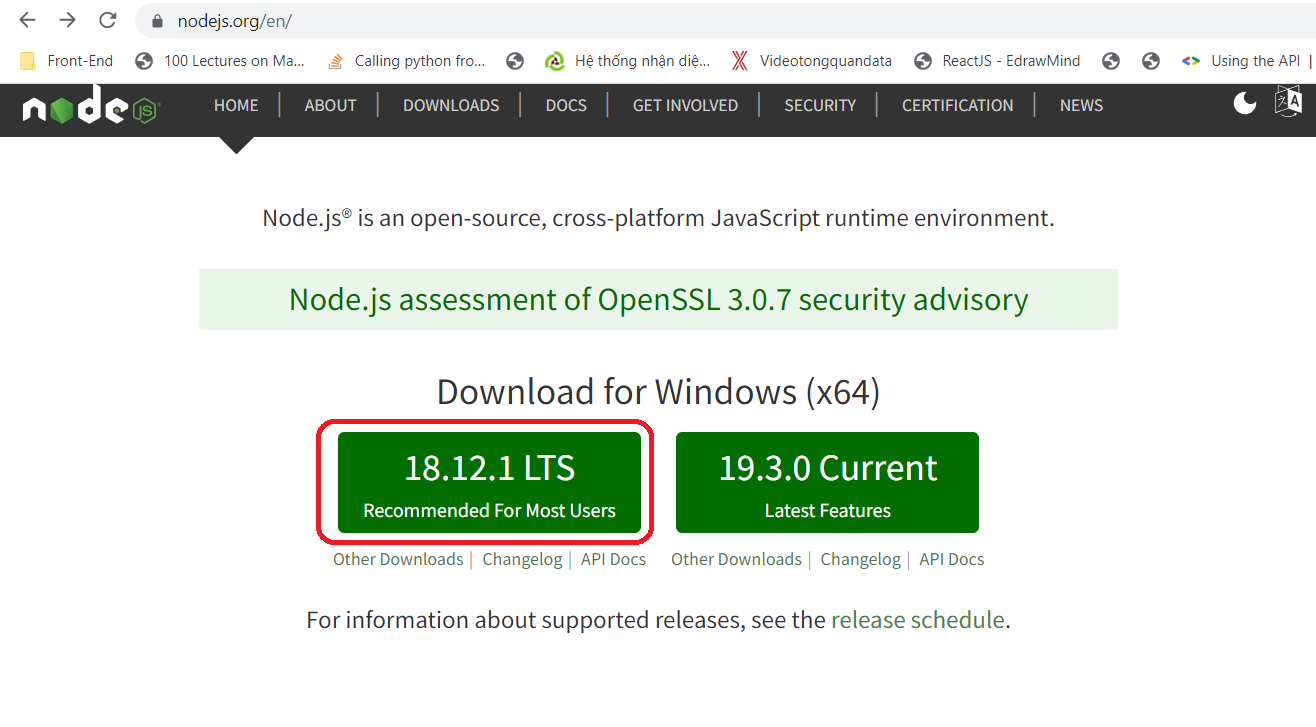 nodejs.org/en/
Front-End 100 Lectures on Ma... Calling python fro... Hệ thống nhận diệ... Videotongquandata ReactJS - EdrawMind Using the API |
node JS HOME ABOUT DOWNLOADS DOCS GET INVOLVED SECURITY CERTIFICATION NEWS
Node.js® is an open-source, cross-platform JavaScript runtime environment.
Node.js assessment of OpenSSL 3.0.7 security advisory
Download for Windows (x64)
18.12.1 LTS 19.3.0 Current
Recommended For Most Users Latest Features
Other Downloads | Changelog | API Docs Other Downloads | Changelog | API Docs
For information about supported releases, see the release schedule.